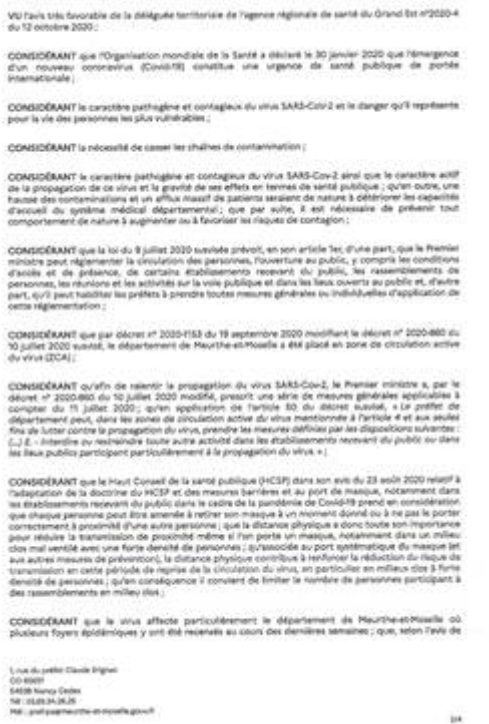 VU l'avis très favorable de la déléguée territoriale de l'agence régionale de santé du Grand Est n°2020-4
du 12 octobre 2020 ;
CONSIDÉRANT que l'Organisation mondiale de la Santé a déclaré le 30 janvier 2020 que l'émergence
d'un nouveau coronavirus (Covid-19) constitue une urgence de santé publique de portée
internationale ;
CONSIDÉRANT le caractère pathogène et contagieux du virus SARS-Cov-2 et le danger qu'il représente
pour la vie des personnes les plus vulnérables ;
CONSIDÉRANT la nécessité de casser les chaînes de contamination ;
CONSIDÉRANT le caractère pathogène et contagieux du virus SARS-Cov-2 ainsi que le caractère actif
de la propagation de ce virus et la gravité de ses effets en termes de santé publique ; qu'en outre, une
hausse des contaminations et un afflux massif de patients seraient de nature à détériorer les capacités
d'accueil du système médical départemental ; que par suite, il est nécessaire de prévenir tout
comportement de nature à augmenter ou à favoriser les risques de contagion ;
CONSIDÉRANT que la loi du 9 juillet 2020 susvisée prévoit, en son article 1er, d'une part, que le Premier
ministre peut réglementer la circulation des personnes, l'ouverture au public, y compris les conditions
d'accès et de présence, de certains établissements recevant du public, les rassemblements de
personnes, les réunions et les activités sur la voie publique et dans les lieux ouverts au public et, d'autre
part, qu'il peut habiliter les préfets à prendre toutes mesures générales ou individuelles d'application de
cette réglementation ;
CONSIDÉRANT que par décret n° 2020-1153 du 19 septembre 2020 modifiant le décret n° 2020-860 du
10 juillet 2020 susvisé, le département de Meurthe-et-Moselle a été placé en zone de circulation active
du virus (ZCA) ;
CONSIDÉRANT qu'afin de ralentir la propagation du virus SARS-Cov-2, le Premier ministre a, par le
décret n° 2020-860 du 10 juillet 2020 modifié, prescrit une série de mesures générales applicables à
compter du 11 juillet 2020 ; qu'en application de l'article 50 du décret susvisé, « Le préfet de
département peut, dans les zones de circulation active du virus mentionnée à l'article 4 et aux seules
fins de lutter contre la propagation du virus, prendre les mesures définies par les dispositions suivantes :
(...) E. - Interdire ou restreindre toute autre activité dans les établissements recevant du public ou dans
les lieux publics participant particulièrement à la propagation du virus » ;
CONSIDÉRANT que le Haut Conseil de la santé publique (HCSP) dans son avis du 23 août 2020 relatif à
l'adaptation de la doctrine du HCSP et des mesures barrières et au port de masque, notamment dans
les établissements recevant du public dans le cadre de la pandémie de Covid-19 prend en considération
que chaque personne peut être amenée à retirer son masque à un moment donné ou à ne pas le porter
correctement à proximité d'une autre personne ; que la distance physique a donc toute son importance
pour réduire la transmission de proximité même si l'on porte un masque, notamment dans un milieu
clos mal ventilé avec une forte densité de personnes ; qu'associée au port systématique du masque (et
aux autres mesures de prévention), la distance physique contribue à renforcer la réduction du risque de
transmission en cette période de reprise de la circulation du virus, en particulier en milieux clos à forte
densité de personnes ; qu'en conséquence il convient de limiter le nombre de personnes participant à
des rassemblements en milieu clos ;
CONSIDÉRANT que le virus affecte particulièrement le département de Meurthe-et-Moselle où
plusieurs foyers épidémiques y ont été recensés au cours des dernières semaines ; que, selon l'avis de
1, rue du préfet Claude Érignac
CO 60031
54038 Nancy Cedex
Tél : 03.83.34.26.26
Mél : pref-pp@meurthe-et-moselle.gouv.fr
2/4